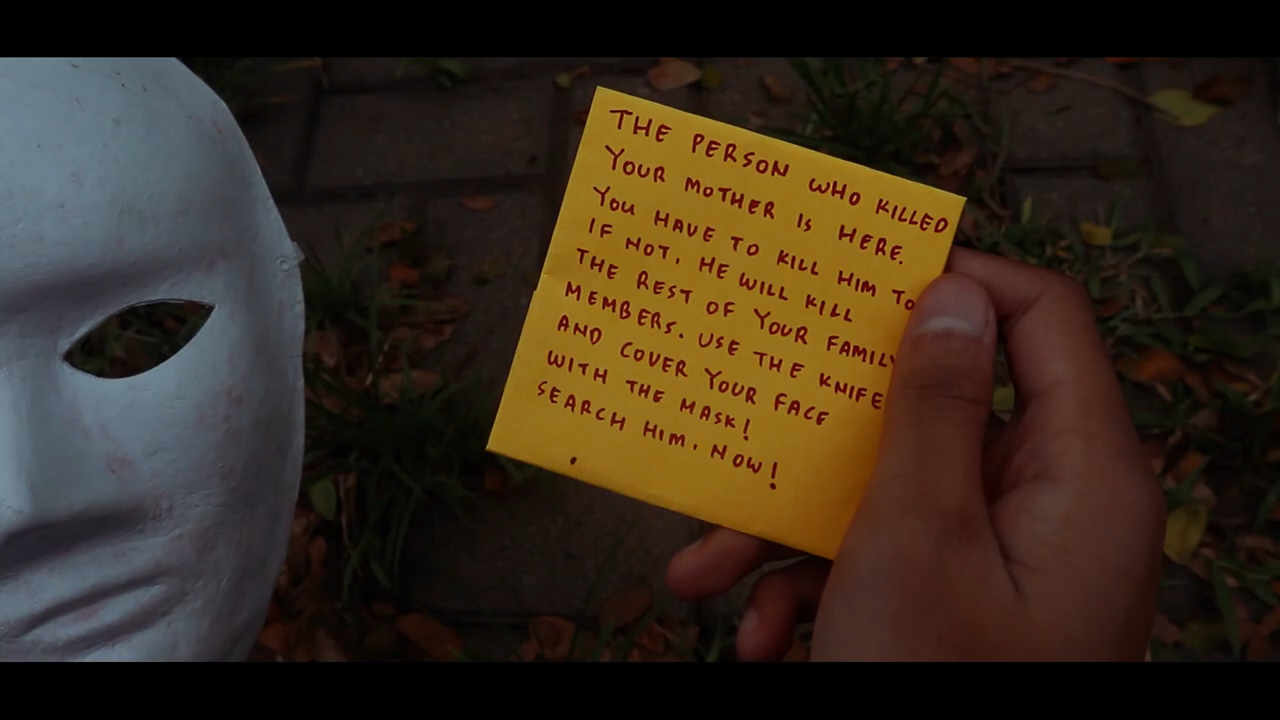 THE PERSON WHO KILLED
YOUR MOTHER IS HERE.
YOU HAVE TO KILL HIM TO
IF NOT, HE WILL KILL
THE REST OF YOUR FAMILY
MEMBERS. USE THE KNIFE
AND COVER YOUR FACE
WITH THE MASK!
SEARCH HIM. NOW!